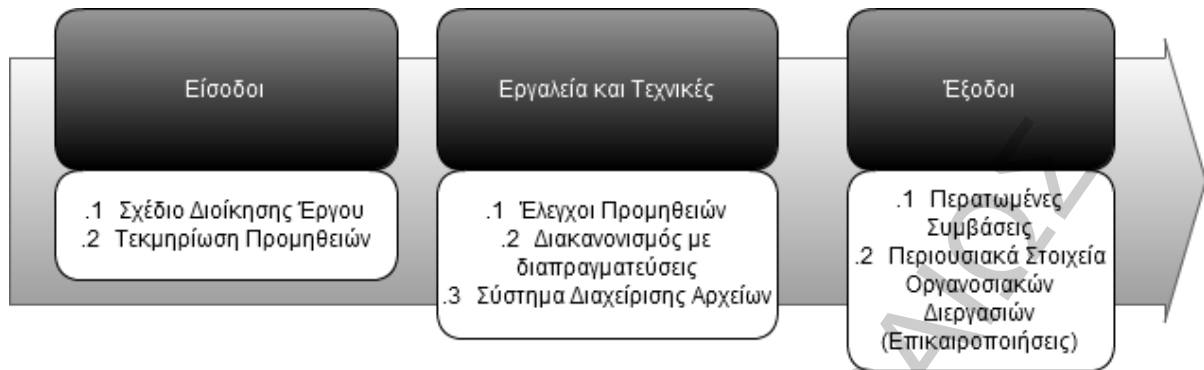 Είσοδοι
.1 Σχέδιο Διοίκησης Έργου
.2 Τεκμηρίωση Προμηθειών
Εργαλεία και Τεχνικές
.1 Έλεγχοι Προμηθειών
.2 Διακανονισμός με
διαπραγματεύσεις
.3 Σύστημα Διαχείρισης Αρχείων
Έξοδοι
.1 Περατωμένες
Συμβάσεις
.2 Περιουσιακά Στοιχεία
Οργανοσιακών
Διεργασιών
(Επικαιροποιήσεις)